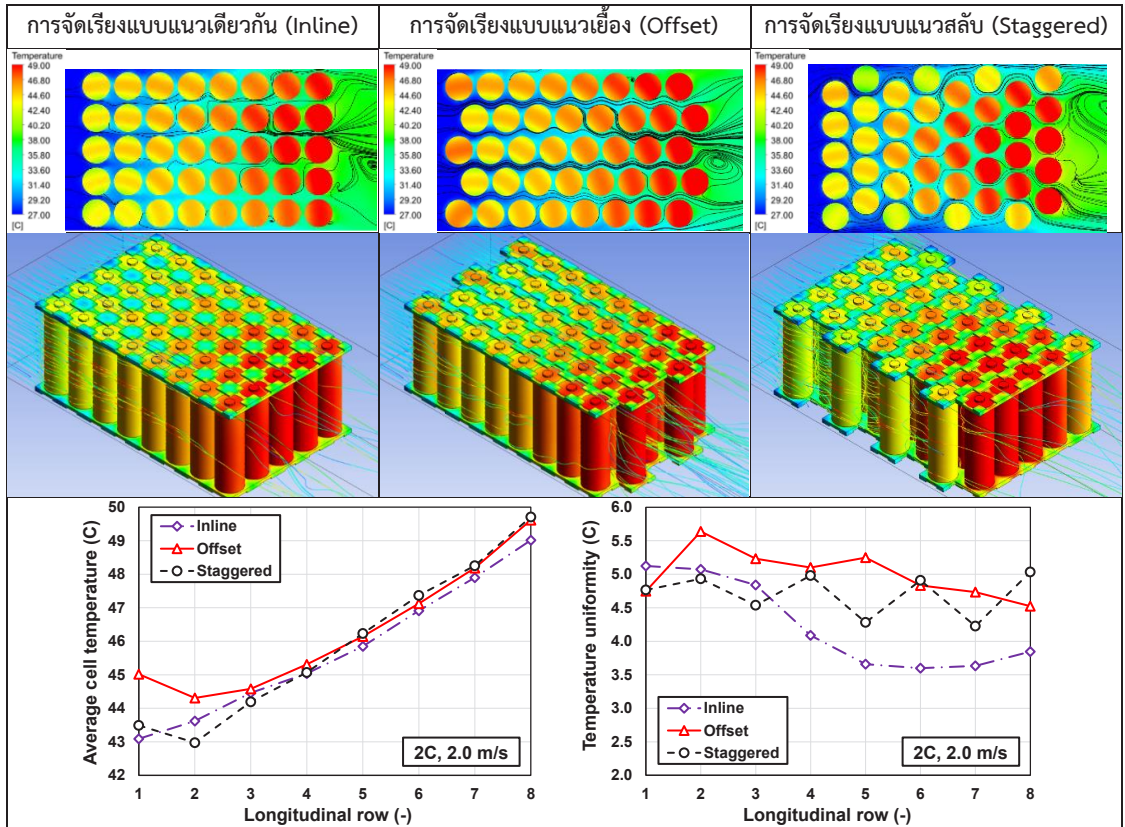 การจัดเรียงแบบแนวเดียวกัน (Inline)
การจัดเรียงแบบแนวเยื้อง (Offset)
การจัดเรียงแบบแนวสลับ (Staggered)
Temperature
49.00
46.80
44.60
42.40
40.20
38.00
35.80
33.60
31.40
29.20
27.00
[C]
Temperature
49.00
46.80
44.60
42.40
40.20
38.00
35.80
33.60
31.40
29.20
27.00
[C]
Temperature
49.00
46.80
44.60
42.40
40.20
38.00
35.80
33.60
31.40
29.20
27.00
[C]
Average cell temperature (C)
50
49
48
47
46
45
44
43
42
Inline
Offset
Staggered
2C, 2.0 m/s
1 2 3 4 5 6 7 8
Longitudinal row (-)
Temperature uniformity (C)
6.0
5.5
5.0
4.5
4.0
3.5
3.0
2.5
2.0
Inline
Offset
Staggered
2C, 2.0 m/s
1 2 3 4 5 6 7 8
Longitudinal row (-)